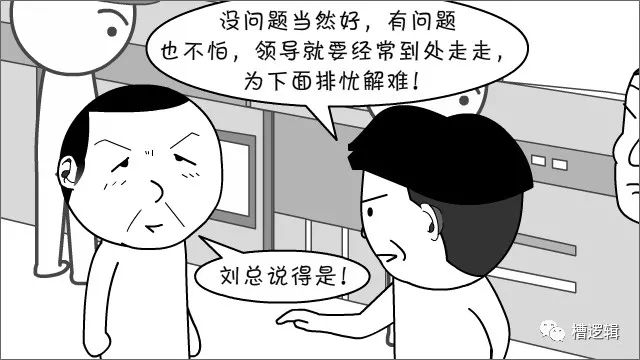 没问题当然好，有问题
也不怕，领导就要经常到处走走，
为下面排忧解难！
刘总说得是！
槽逻辑